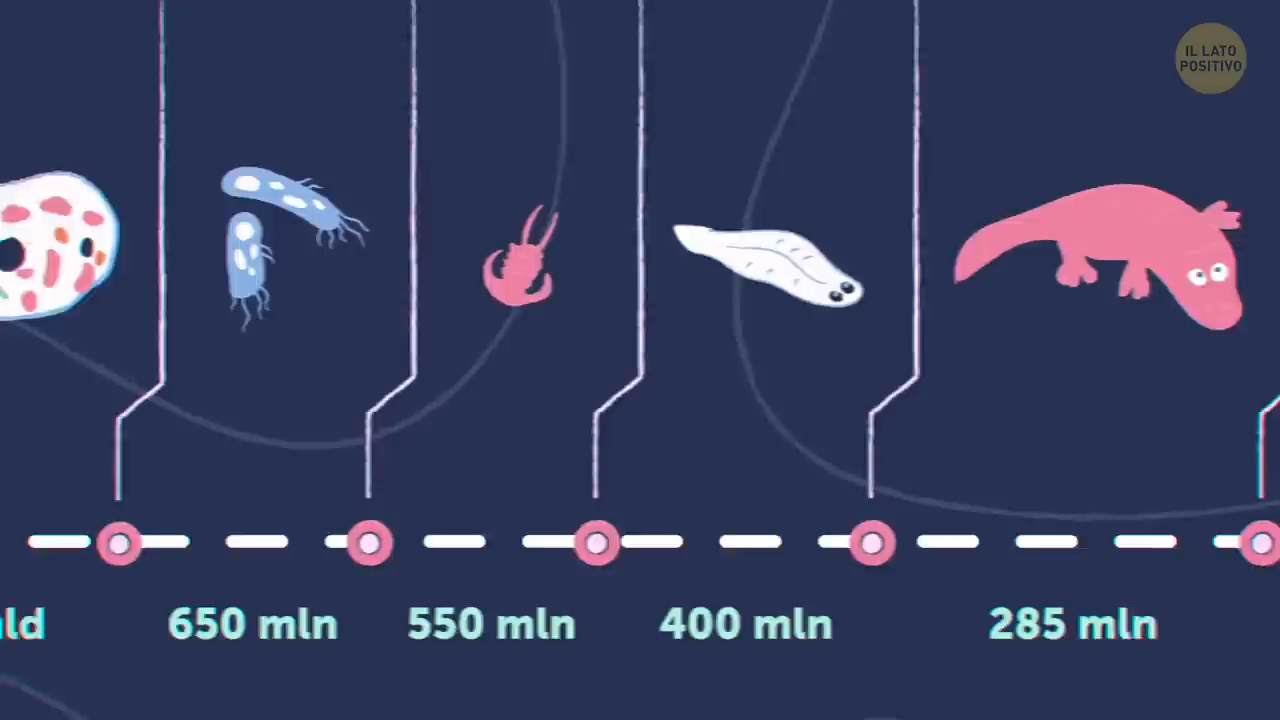 IL LATO
POSITIVO
650 mln
550 mln
400 mln
285 mln